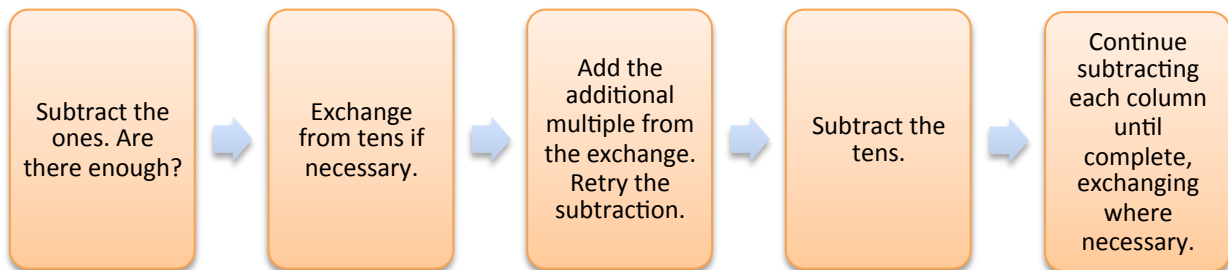 Subtract the
ones. Are
there enough?
Exchange
from tens if
necessary.
Add the
additional
multiple from
the exchange.
Retry the
subtraction.
Subtract the
tens.
Continue
subtracting
each column
until
complete,
exchanging
where
necessary.